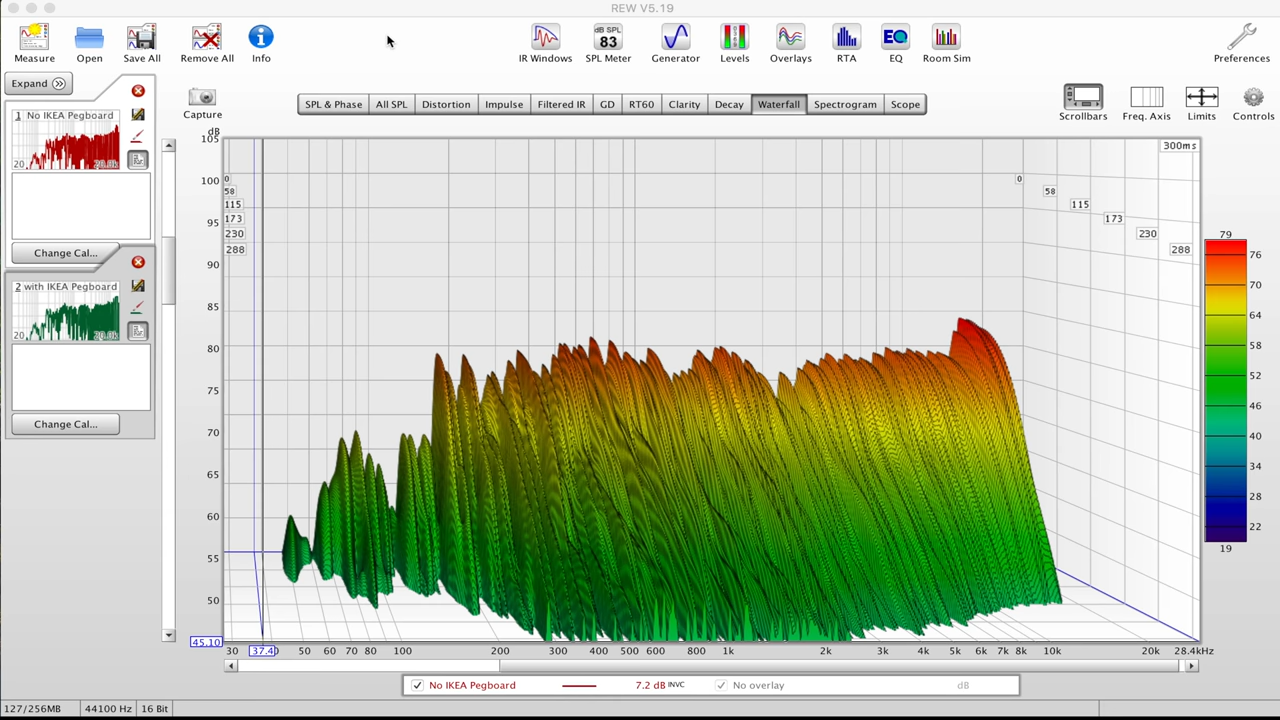 REW V5.19
Measure Open Save All Remove All Info IR Windows dB SPL 83 SPL Meter Generator Levels Overlays RTA EQ EQ Room Sim Preferences
Expand
Capture
SPL & Phase All SPL Distortion Impulse Filtered IR GD RT60 Clarity Decay Waterfall Spectrogram Scope
Scrollbars Freq. Axis Limits Controls
1 No IKEA Pegboard
20 20.0k
Change Cal...
2 with IKEA Pegboard
20 20.0k
Change Cal...
dB
105
100
95
90
85
80
75
70
65
60
55
50
45.10
300ms
0
58
115
173
230
288
0
58
115
173
230
288
79
76
70
64
58
52
46
40
34
28
22
19
30 37.4 50 60 70 80 100 200 300 400 500 600 800 1k 2k 3k 4k 5k 6k 7k 8k 10k 20k 28.4kHz
No IKEA Pegboard 7.2 dB INVC No overlay dB
127/256MB 44100 Hz 16 Bit